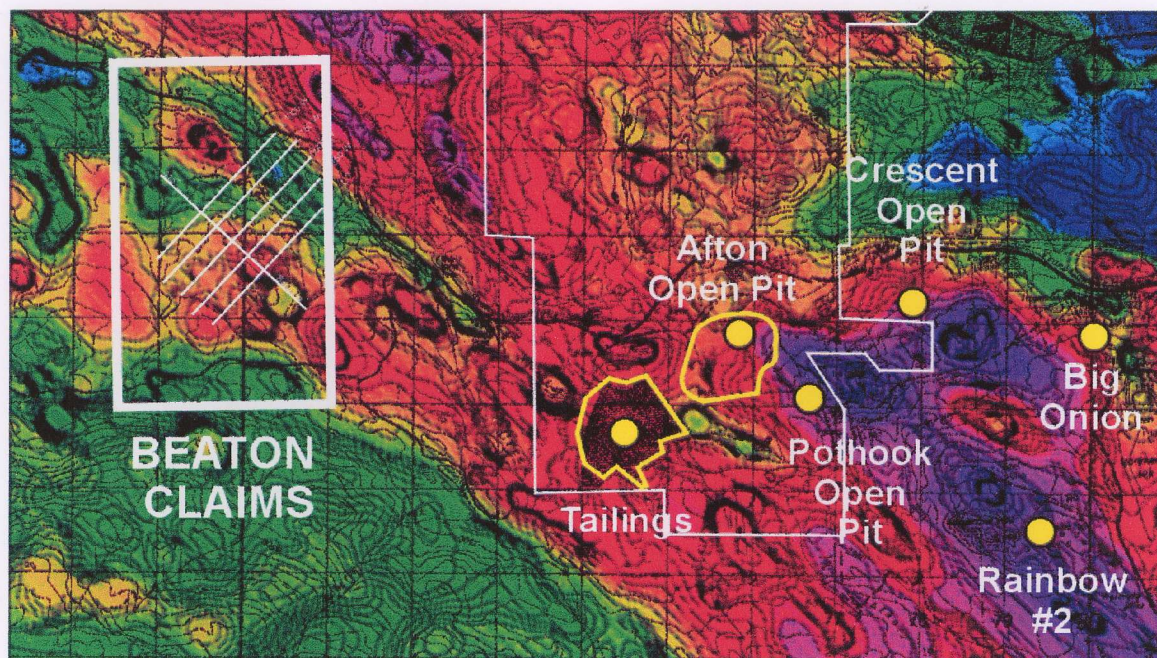 Crescent
Open
Pit
Afton
Open Pit
Big
Onion
BEATON
CLAIMS
Pothook
Open
Pit
Tailings
Rainbow
#2